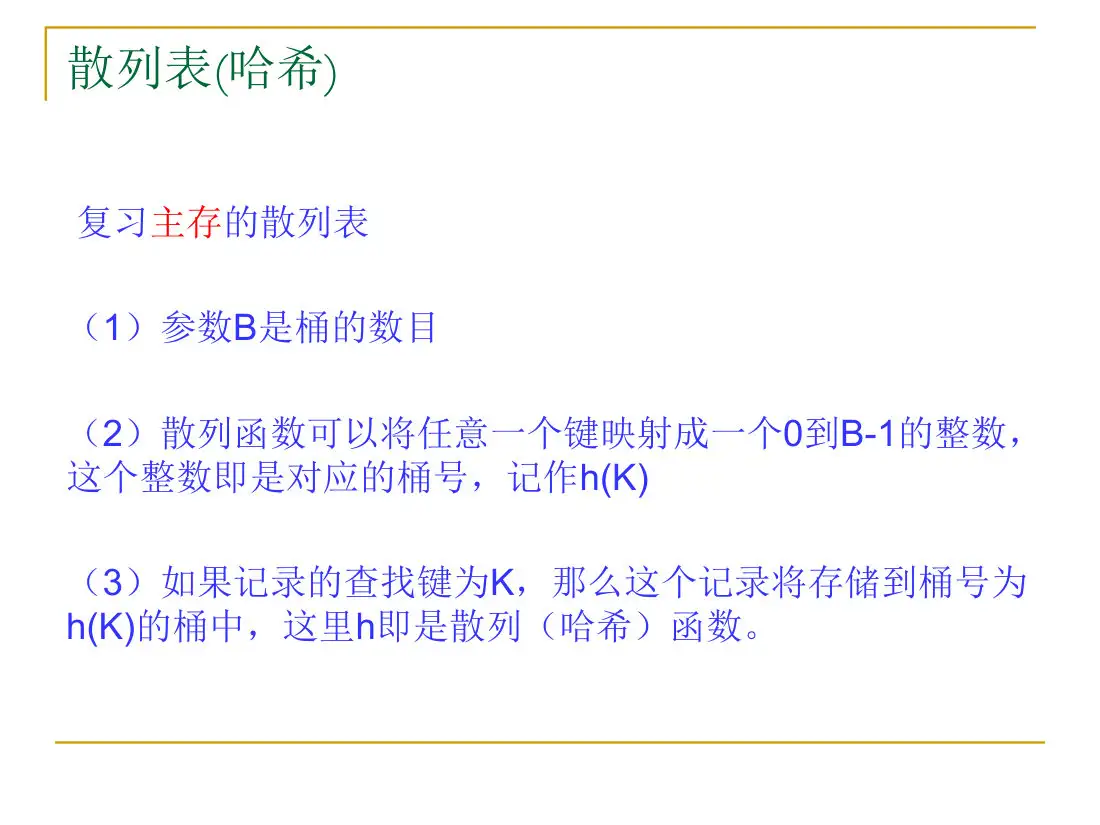 散列表(哈希)
复习主存的散列表
（1）参数B是桶的数目
（2）散列函数可以将任意一个键映射成一个0到B-1的整数，
这个整数即是对应的桶号，记作h(K)
（3）如果记录的查找键为K，那么这个记录将存储到桶号为
h(K)的桶中，这里h即是散列（哈希）函数。